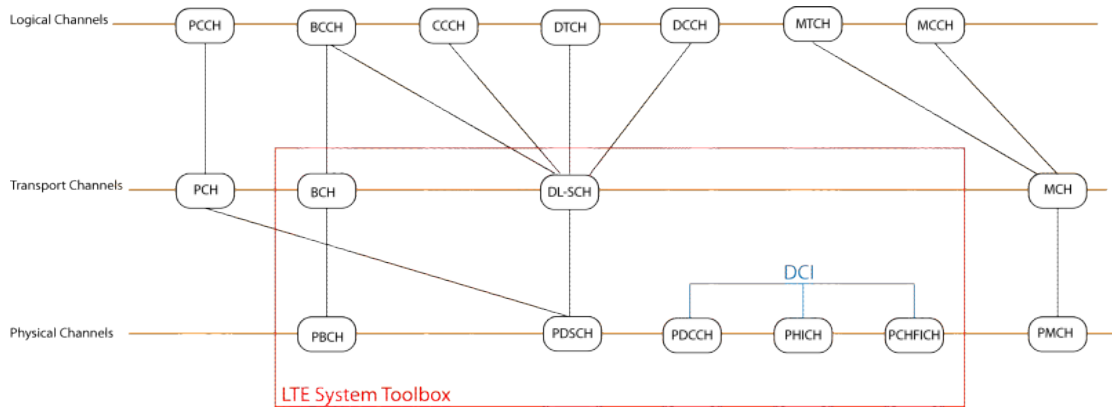 Logical Channels
PCCH
BCCH
CCCH
DTCH
DCCH
MTCH
MCCH
Transport Channels
PCH
BCH
DL-SCH
MCH
DCI
Physical Channels
PBCH
PDSCH
PDCCH
PHICH
PCHFICH
PMCH
LTE System Toolbox